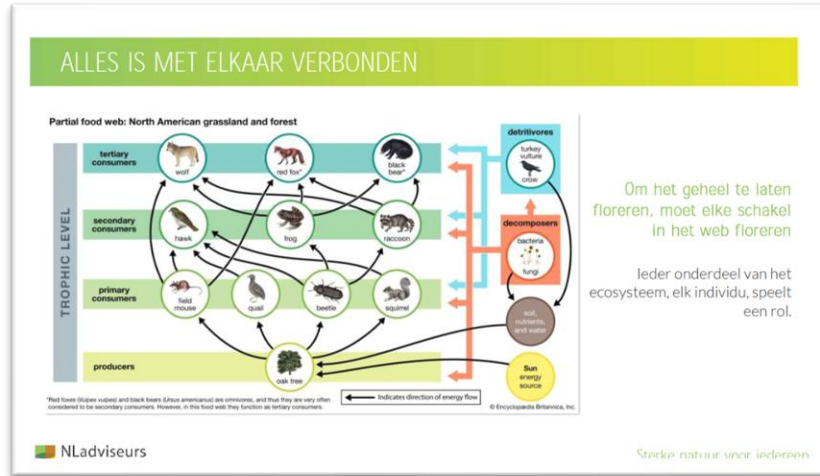 ALLES IS MET ELKAAR VERBONDEN
Partial food web: North American grassland and forest
TROPHIC LEVEL
tertiary
consumers
wolf
red fox*
black
bear*
secondary
consumers
hawk
frog
raccoon
primary
consumers
field
mouse
quail
beetle
squirrel
producers
oak tree
detritivores
turkey
vulture
crow
decomposers
bacteria
fungi
soil,
nutrients,
and water
Sun
energy
source
Indicates direction of energy flow
*Red foxes (Vulpes vulpes) and black bears (Ursus americanus) are omnivores, and thus they are very often
considered to be secondary consumers. However, in this food web they function as tertiary consumers.
© Encyclopædia Britannica, Inc.
Om het geheel te laten
floreren, moet elke schakel
in het web floreren
Ieder onderdeel van het
ecosysteem, elk individu, speelt
een rol.
NLadviseurs
Sterke natuur voor iedereen